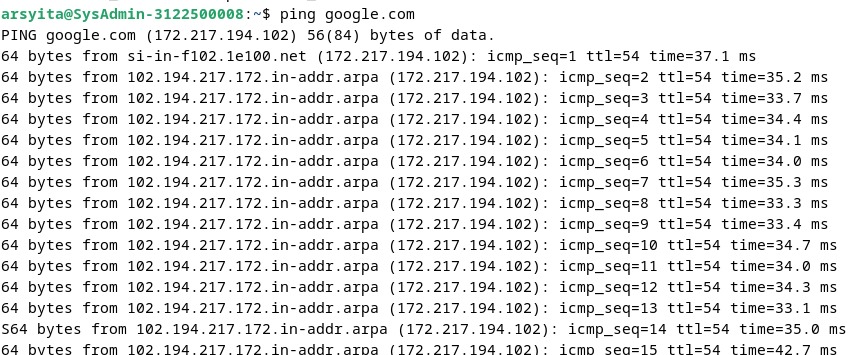 arsyita@SysAdmin-3122500008:~$ ping google.com
PING google.com (172.217.194.102) 56(84) bytes of data.
64 bytes from si-in-f102.1e100.net (172.217.194.102): icmp_seq=1 ttl=54 time=37.1 ms
64 bytes from 102.194.217.172.in-addr.arpa (172.217.194.102): icmp_seq=2 ttl=54 time=35.2 ms
64 bytes from 102.194.217.172.in-addr.arpa (172.217.194.102): icmp_seq=3 ttl=54 time=33.7 ms
64 bytes from 102.194.217.172.in-addr.arpa (172.217.194.102): icmp_seq=4 ttl=54 time=34.4 ms
64 bytes from 102.194.217.172.in-addr.arpa (172.217.194.102): icmp_seq=5 ttl=54 time=34.1 ms
64 bytes from 102.194.217.172.in-addr.arpa (172.217.194.102): icmp_seq=6 ttl=54 time=34.0 ms
64 bytes from 102.194.217.172.in-addr.arpa (172.217.194.102): icmp_seq=7 ttl=54 time=35.3 ms
64 bytes from 102.194.217.172.in-addr.arpa (172.217.194.102): icmp_seq=8 ttl=54 time=33.3 ms
64 bytes from 102.194.217.172.in-addr.arpa (172.217.194.102): icmp_seq=9 ttl=54 time=33.4 ms
64 bytes from 102.194.217.172.in-addr.arpa (172.217.194.102): icmp_seq=10 ttl=54 time=34.7 ms
64 bytes from 102.194.217.172.in-addr.arpa (172.217.194.102): icmp_seq=11 ttl=54 time=34.0 ms
64 bytes from 102.194.217.172.in-addr.arpa (172.217.194.102): icmp_seq=12 ttl=54 time=34.3 ms
64 bytes from 102.194.217.172.in-addr.arpa (172.217.194.102): icmp_seq=13 ttl=54 time=33.1 ms
S64 bytes from 102.194.217.172.in-addr.arpa (172.217.194.102): icmp_seq=14 ttl=54 time=35.0 ms
64 bytes from 102.194.217.172.in-addr.arpa (172.217.194.102): icmp_seq=15 ttl=54 time=42.7 ms